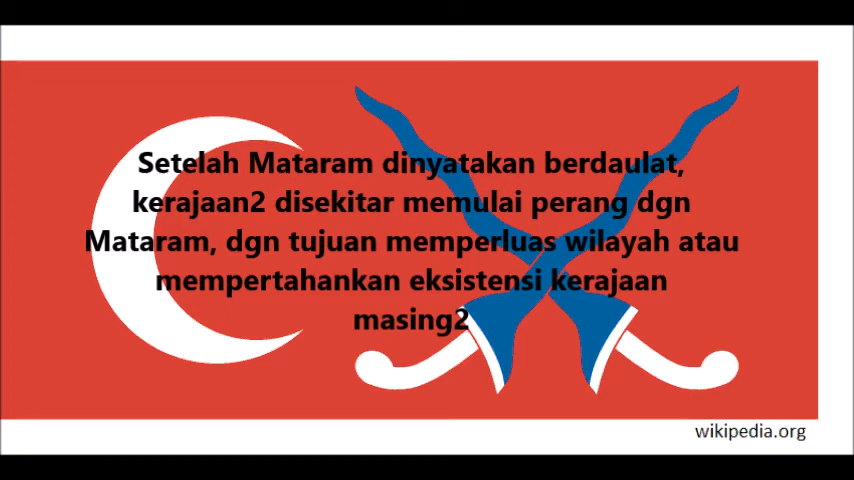 Setelah Mataram dinyatakan berdaulat,
kerajaan2 disekitar memulai perang dgn
Mataram, dgn tujuan memperluas wilayah atau
mempertahankan eksistensi kerajaan
masing2
wikipedia.org